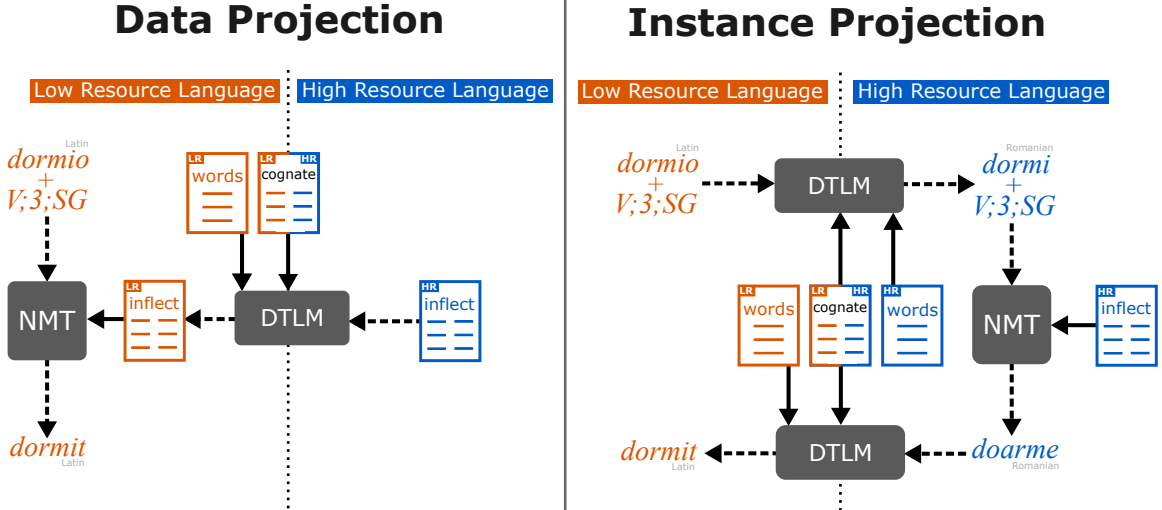 Data Projection
Low Resource Language
High Resource Language
Latin
dormio
+
V;3;SG
LR
words
LR HR
cognate
NMT
LR
inflect
DTLM
HR
inflect
dormit
Latin
Instance Projection
Low Resource Language
High Resource Language
Latin
dormio
+
V;3;SG
DTLM
Romanian
dormi
+
V;3;SG
LR
words
LR HR
cognate
HR
words
NMT
HR
inflect
dormit
Latin
DTLM
doarme
Romanian